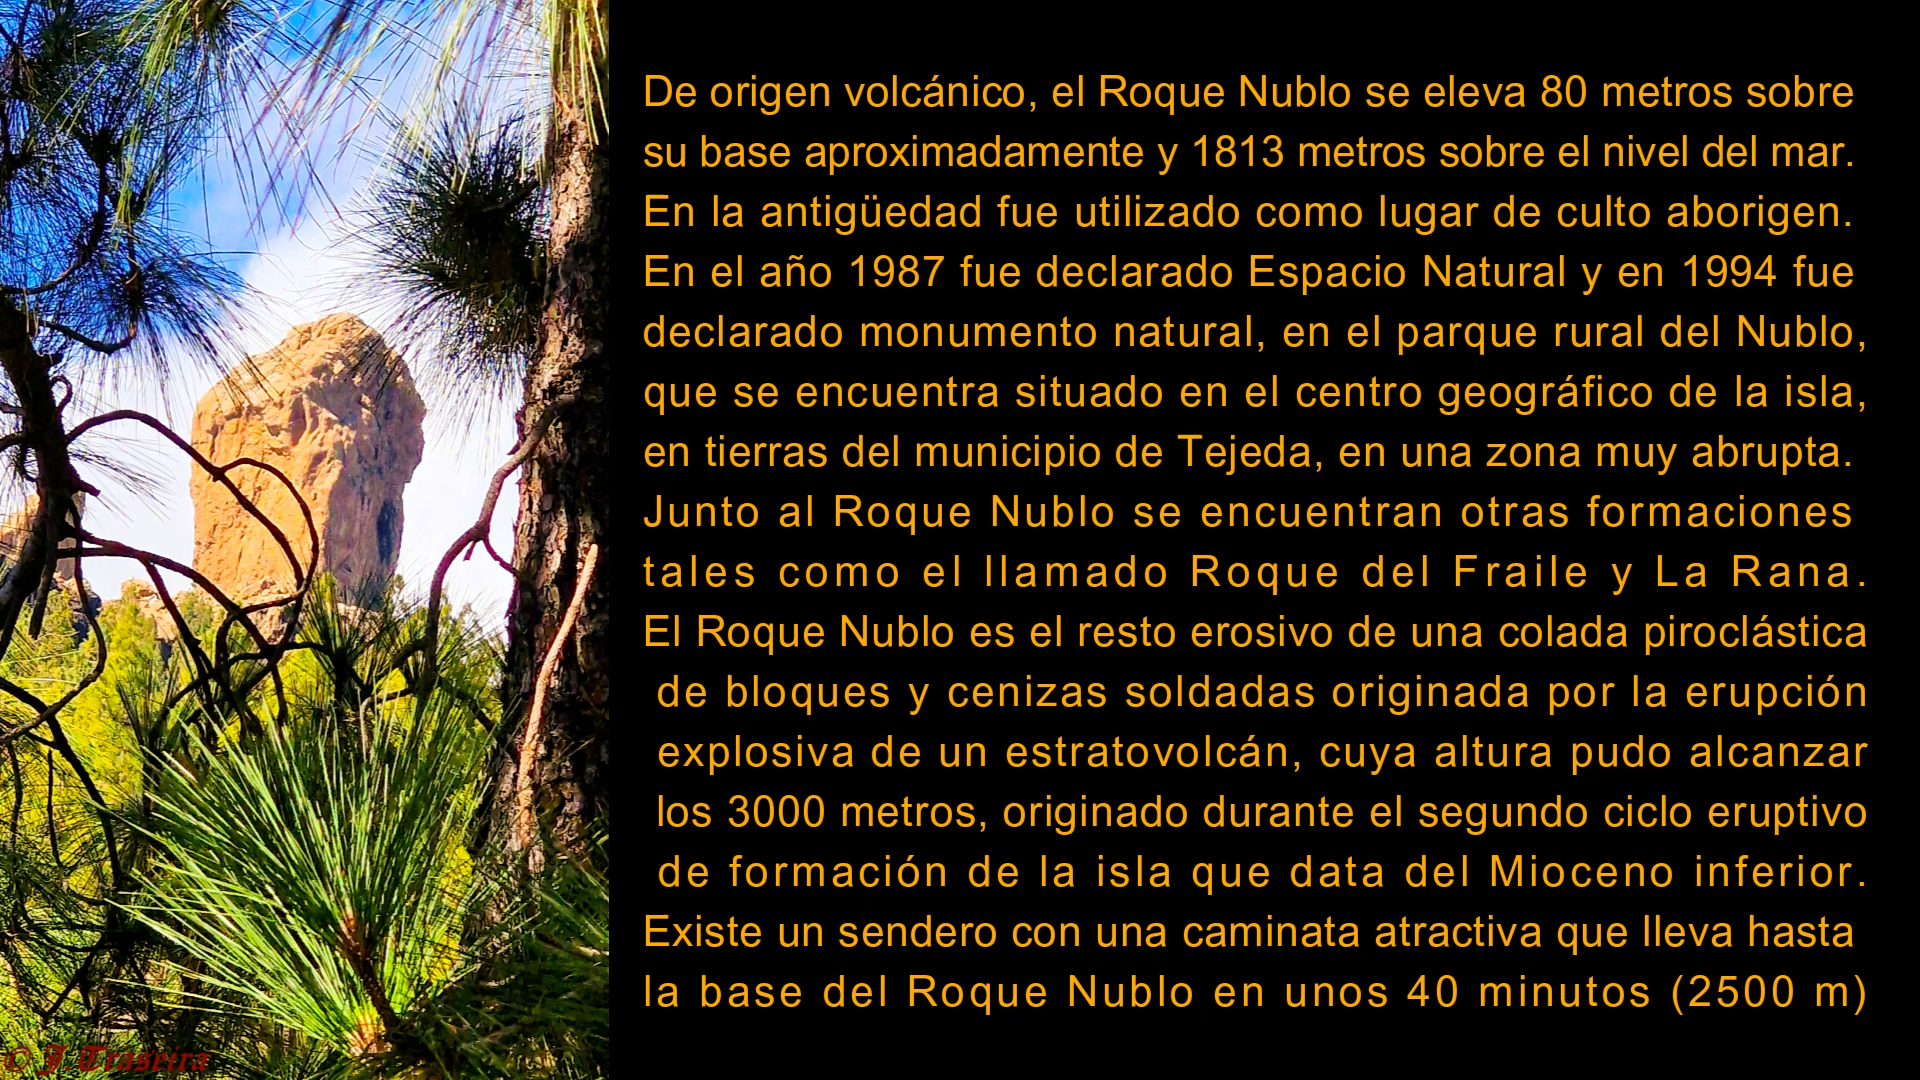 De origen volcánico, el Roque Nublo se eleva 80 metros sobre
su base aproximadamente y 1813 metros sobre el nivel del mar.
En la antigüedad fue utilizado como lugar de culto aborigen.
En el año 1987 fue declarado Espacio Natural y en 1994 fue
declarado monumento natural, en el parque rural del Nublo,
que se encuentra situado en el centro geográfico de la isla,
en tierras del municipio de Tejeda, en una zona muy abrupta.
Junto al Roque Nublo se encuentran otras formaciones
tales como el llamado Roque del Fraile y La Rana.
El Roque Nublo es el resto erosivo de una colada piroclástica
de bloques y cenizas soldadas originada por la erupción
explosiva de un estratovolcán, cuya altura pudo alcanzar
los 3000 metros, originado durante el segundo ciclo eruptivo
de formación de la isla que data del Mioceno inferior.
Existe un sendero con una caminata atractiva que lleva hasta
la base del Roque Nublo en unos 40 minutos (2500 m)
© J.Traseira